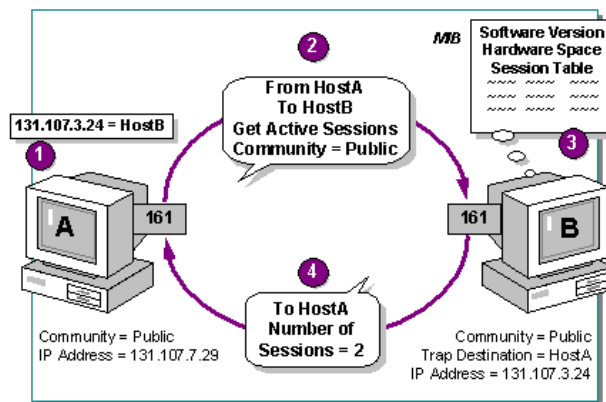 2
From HostA
To HostB
Get Active Sessions
Community = Public
MIB
Software Version
Hardware Space
Session Table
~~~~ ~~~~ ~~~~
~~~~ ~~~~ ~~~~
~~~~ ~~~~ ~~~~
131.107.3.24 = HostB
1
3
A
161
161
B
4
To HostA
Number of
Sessions = 2
Community = Public
IP Address = 131.107.7.29
Community = Public
Trap Destination = HostA
IP Address = 131.107.3.24